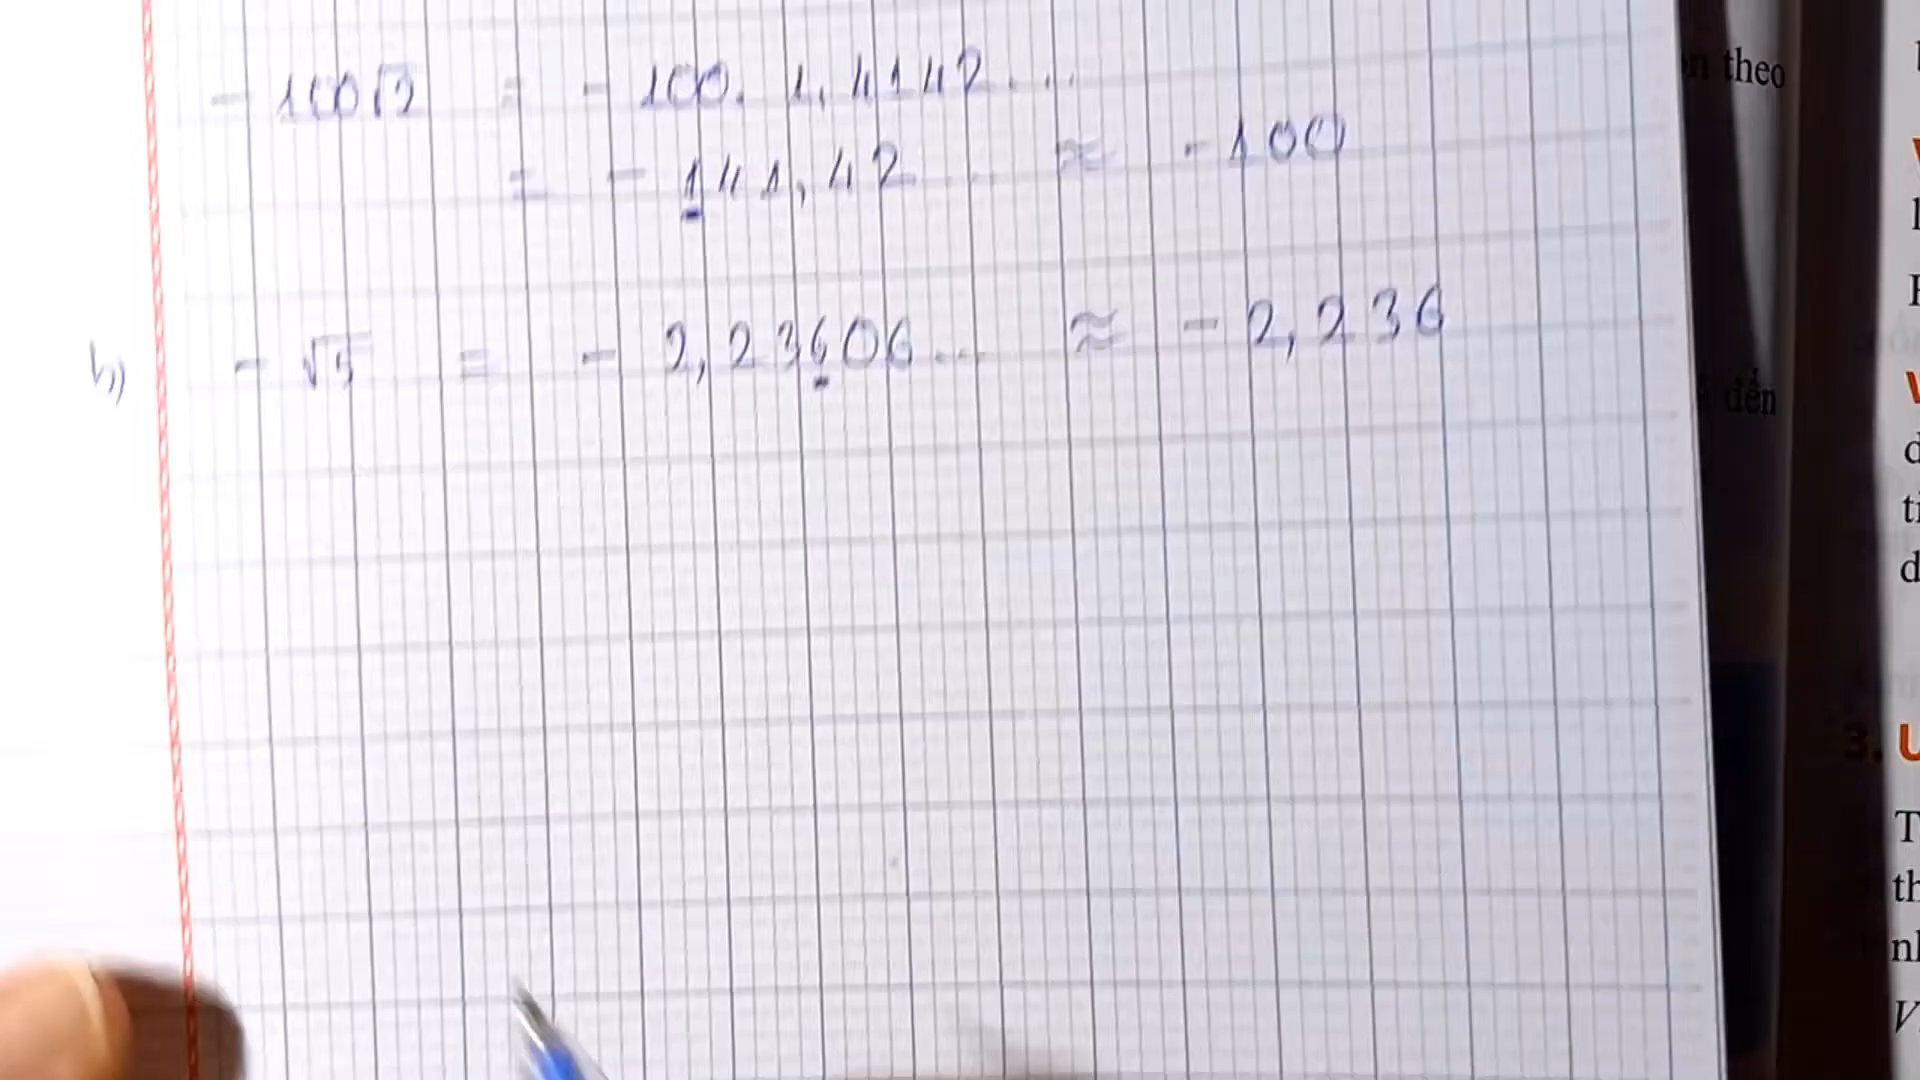 - 100√2 = - 100. 1,4142...
= - 141,42... ≈ -100
b,) - √5 = - 2,23606... ≈ - 2,236
theo
đến
3. U